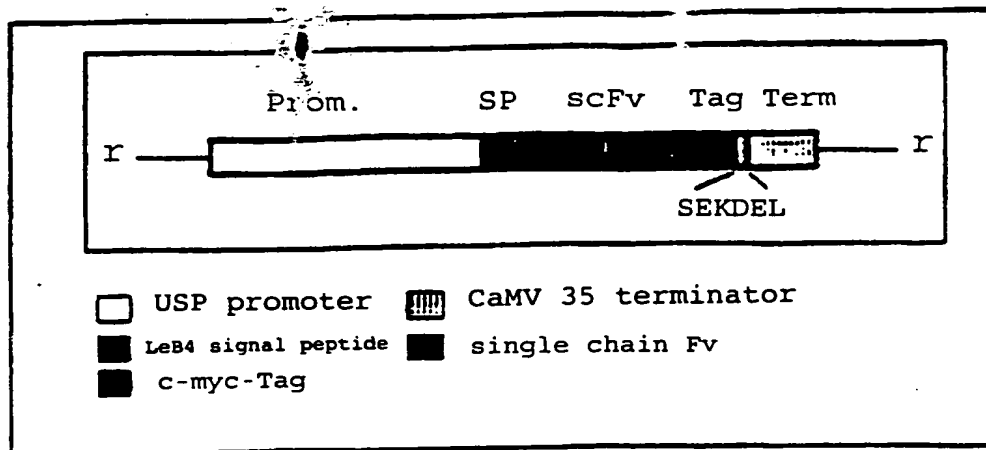 Prom. SP scFv Tag Term
r r
SEKDEL
USP promoter CaMV 35 terminator
LeB4 signal peptide single chain Fv
c-myc-Tag